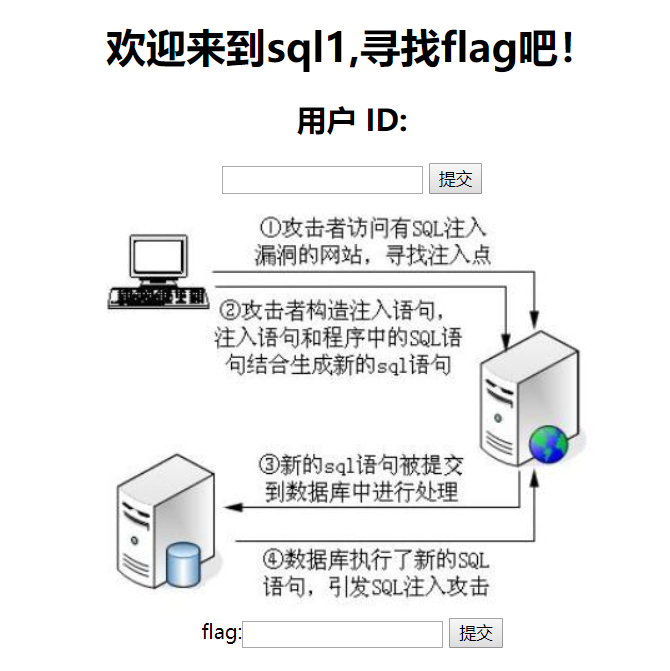 欢迎来到sql1,寻找flag吧！
用户 ID:
提交
①攻击者访问有SQL注入
漏洞的网站，寻找注入点
②攻击者构造注入语句，
注入语句和程序中的SQL语
句结合生成新的sql语句
③新的sql语句被提交
到数据库中进行处理
④数据库执行了新的SQL
语句，引发SQL注入攻击
flag: 提交